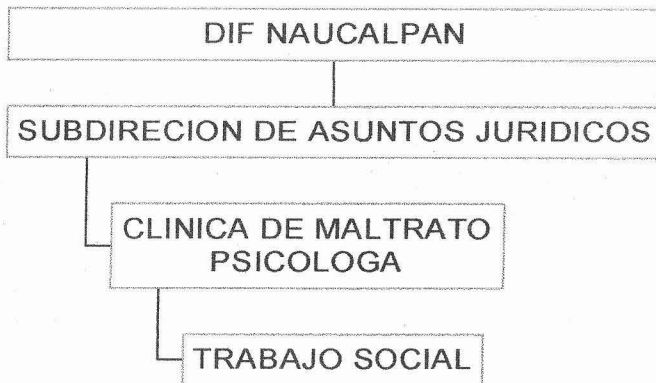 DIF NAUCALPAN
SUBDIRECION DE ASUNTOS JURIDICOS
CLINICA DE MALTRATO
PSICOLOGA
TRABAJO SOCIAL